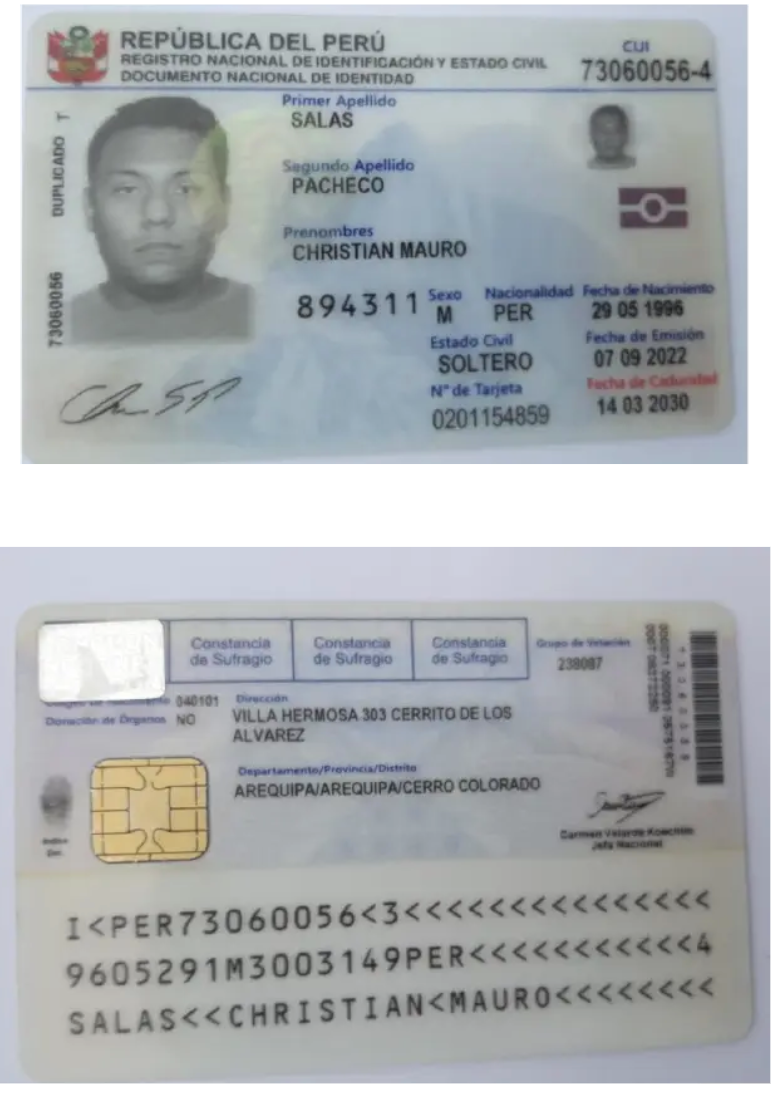 REPÚBLICA DEL PERÚ
REGISTRO NACIONAL DE IDENTIFICACIÓN Y ESTADO CIVIL
DOCUMENTO NACIONAL DE IDENTIDAD
CUI
73060056-4
DUPLICADO T
73060056
Primer Apellido
SALAS
Segundo Apellido
PACHECO
Prenombres
CHRISTIAN MAURO
894311
Sexo
M
Nacionalidad
PER
Fecha de Nacimiento
29 05 1996
Estado Civil
SOLTERO
Fecha de Emisión
07 09 2022
N° de Tarjeta
0201154859
Fecha de Caducidad
14 03 2030
Constancia
de Sufragio
Constancia
de Sufragio
Constancia
de Sufragio
Grupo de Votación
238087
040101
Donación de Órganos NO
Dirección
VILLA HERMOSA 303 CERRITO DE LOS
ALVAREZ
Departamento/Provincia/Distrito
AREQUIPA/AREQUIPA/CERRO COLORADO
Carmen Velarde Koechlin
Jefa Nacional
I<PER73060056<3<<<<<<<<<<<<<<<
9605291M3003149PER<<<<<<<<<<<4
SALAS<<CHRISTIAN<MAURO<<<<<<<<